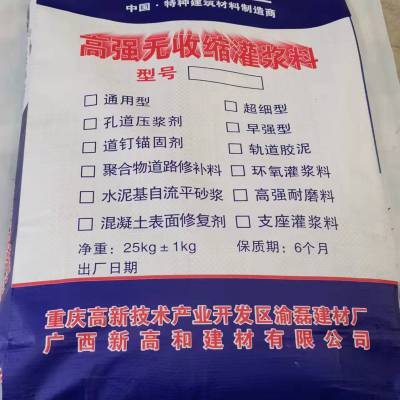 中国·特种建筑材料制造商
高强无收缩灌浆料
型号
□通用型 □超细型
□孔道压浆剂 □早强型
□道钉锚固剂 □轨道胶泥
□聚合物道路修补料 □环氧灌浆料
□水泥基自流平砂浆 □高强耐磨料
□混凝土表面修复剂 □支座灌浆料
净重：25kg±1kg 保质期：6个月
出厂日期
重庆高新技术产业开发区渝磊建材厂
广西新高和建材有限公司